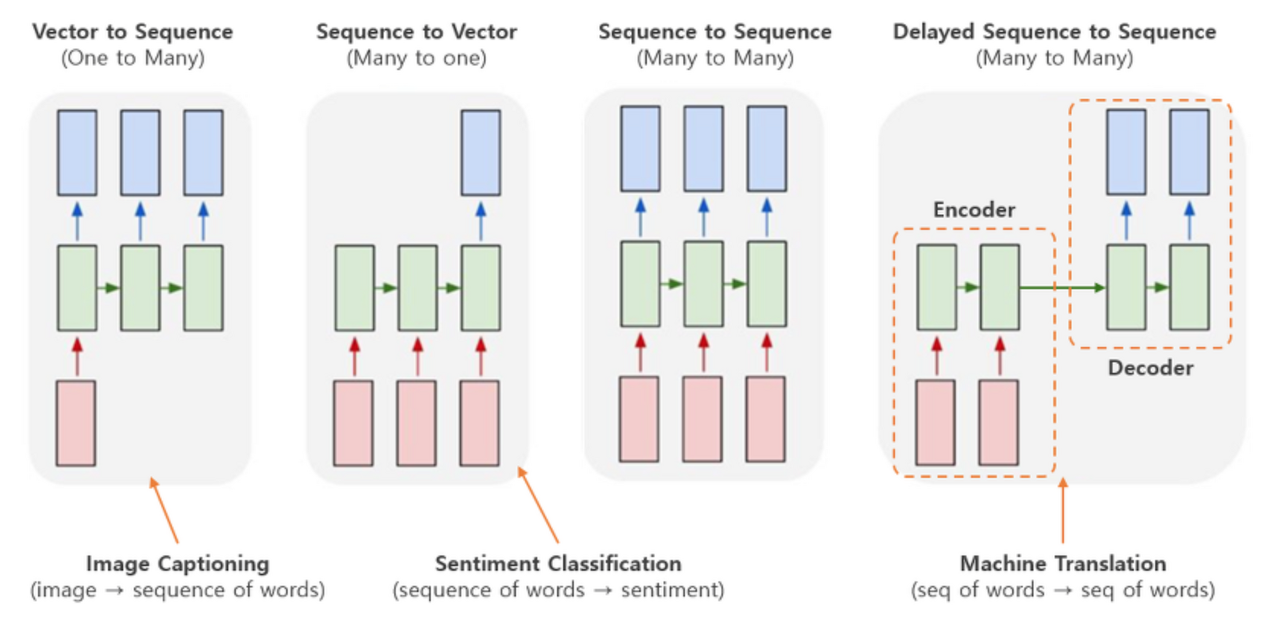 Vector to Sequence
(One to Many)
Sequence to Vector
(Many to one)
Sequence to Sequence
(Many to Many)
Delayed Sequence to Sequence
(Many to Many)
Encoder
Decoder
Image Captioning
(image → sequence of words)
Sentiment Classification
(sequence of words → sentiment)
Machine Translation
(seq of words → seq of words)